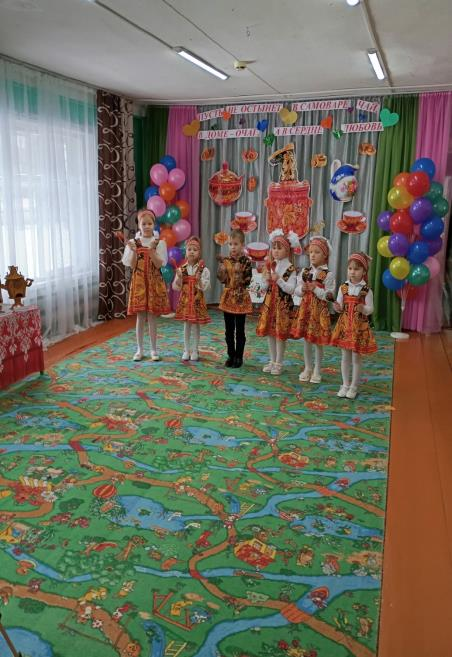 ПУСТЬ НЕ ОСТЫНЕТ В САМОВАРЕ ЧАЙ,
В ДОМЕ - ОЧАГ, А В СЕРДЦЕ ЛЮБОВЬ